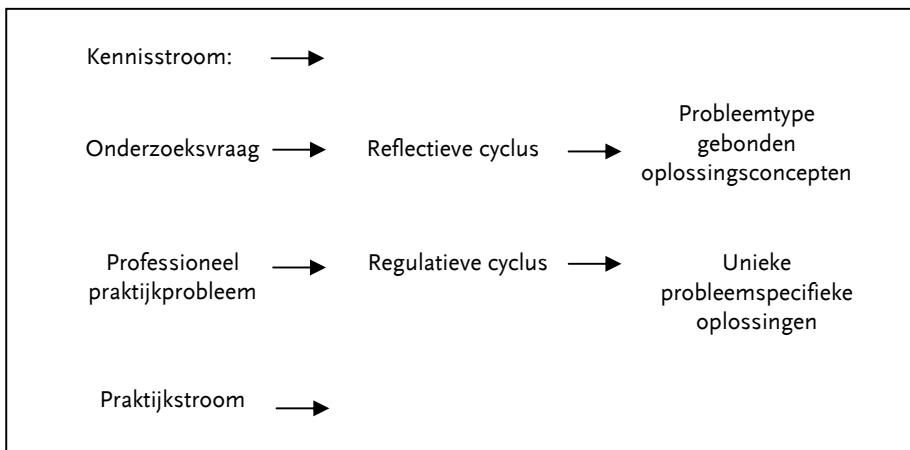 Kennisstroom:
Onderzoeksvraag
Reflectieve cyclus
Probleemtype
gebonden
oplossingsconcepten
Professioneel
praktijkprobleem
Regulatieve cyclus
Unieke
probleemspecifieke
oplossingen
Praktijkstroom